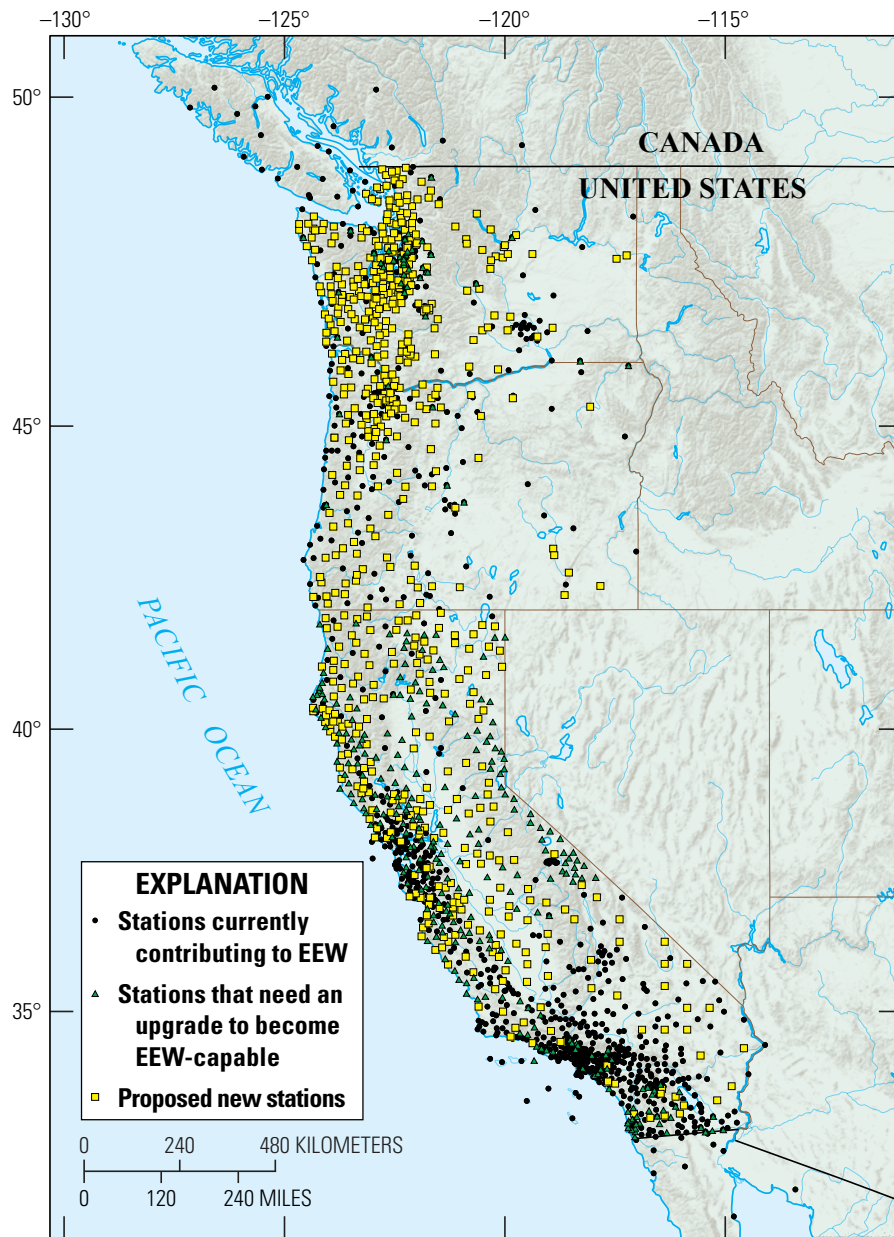 −130°
−125°
−120°
−115°
50°
CANADA
UNITED STATES
45°
PACIFIC OCEAN
40°
EXPLANATION
Stations currently
contributing to EEW
Stations that need an
upgrade to become
EEW-capable
Proposed new stations
35°
0 240 480 KILOMETERS
0 120 240 MILES